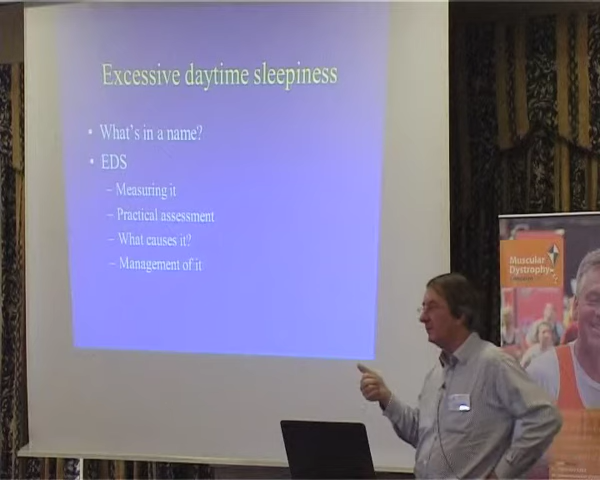 Excessive daytime sleepiness
• What's in a name?
• EDS
– Measuring it
– Practical assessment
– What causes it?
– Management of it
Muscular
Dystrophy